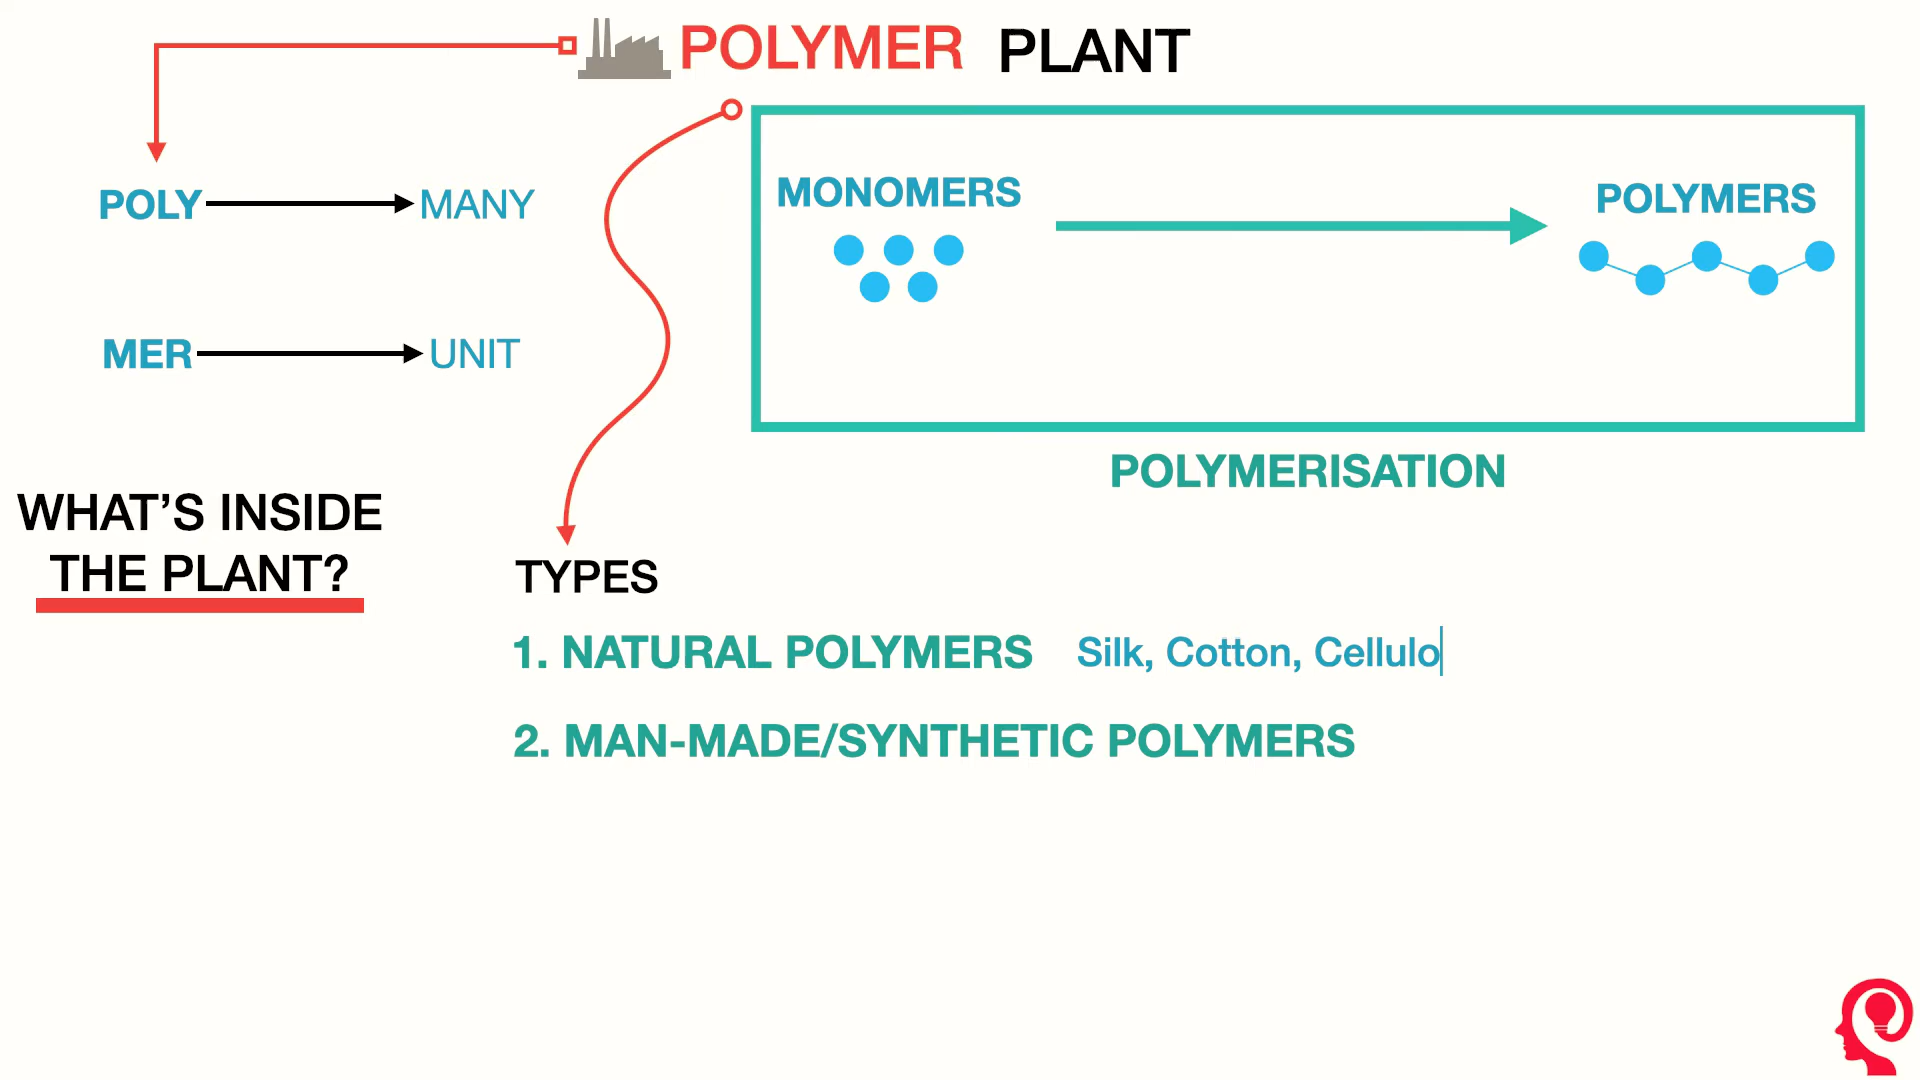 POLYMER PLANT
POLY MANY
MER UNIT
MONOMERS
POLYMERS
POLYMERISATION
WHAT’S INSIDE
THE PLANT?
TYPES
1. NATURAL POLYMERS Silk, Cotton, Cellulo
2. MAN-MADE/SYNTHETIC POLYMERS